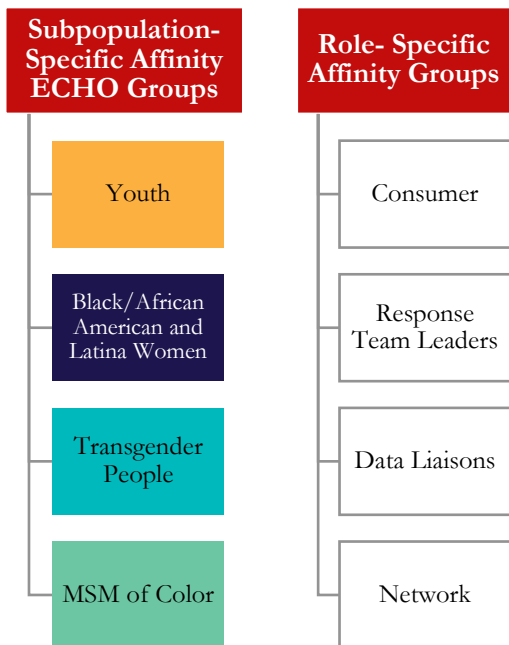 Subpopulation-
Specific Affinity
ECHO Groups
Youth
Black/African
American and
Latina Women
Transgender
People
MSM of Color
Role- Specific
Affinity Groups
Consumer
Response
Team Leaders
Data Liaisons
Network